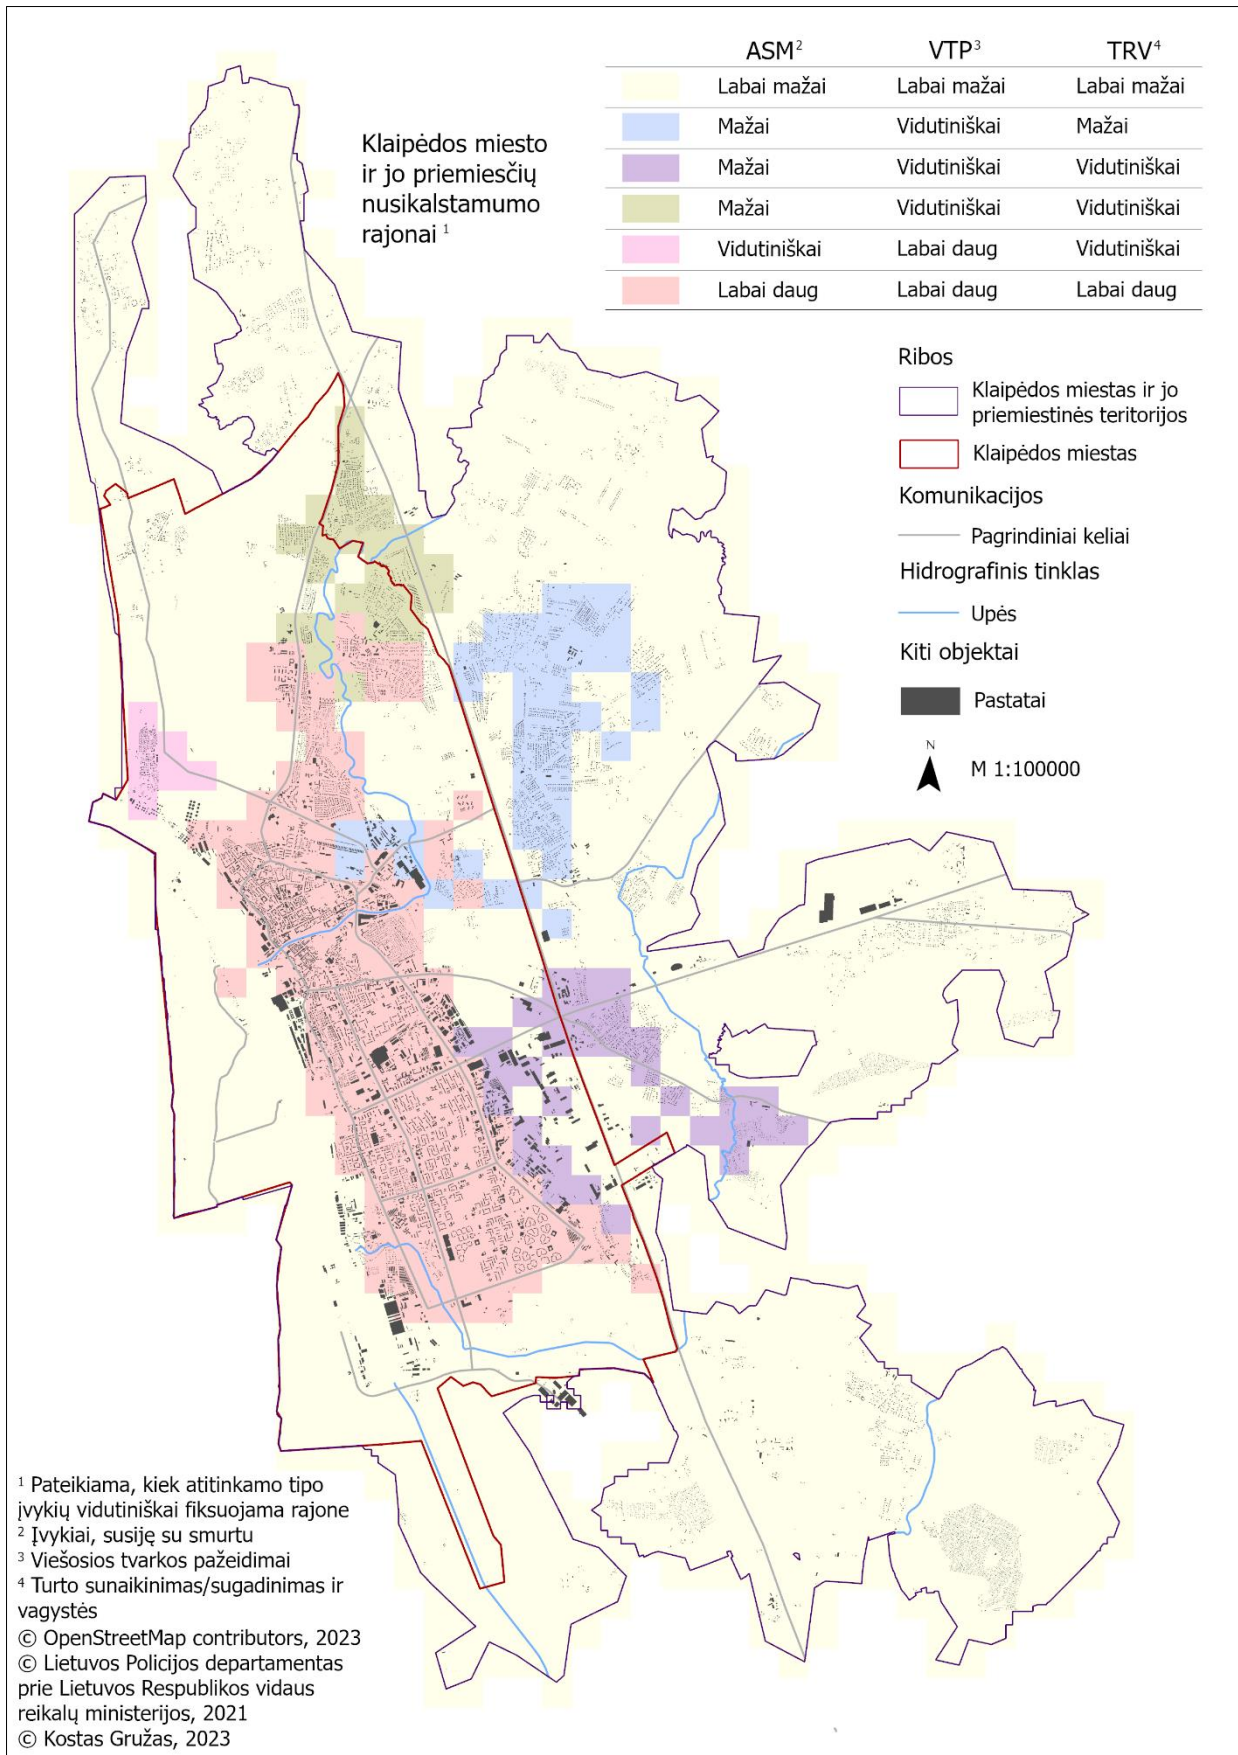 Klaipėdos miesto
ir jo priemiesčių
nusikalstamumo
rajonai ¹
ASM² VTP³ TRV⁴
Labai mažai Labai mažai Labai mažai
Mažai Vidutiniškai Mažai
Mažai Vidutiniškai Vidutiniškai
Mažai Vidutiniškai Vidutiniškai
Vidutiniškai Labai daug Vidutiniškai
Labai daug Labai daug Labai daug
Ribos
Klaipėdos miestas ir jo
priemiestinės teritorijos
Klaipėdos miestas
Komunikacijos
Pagrindiniai keliai
Hidrografinis tinklas
Upės
Kiti objektai
Pastatai
N
M 1:100000
¹ Pateikiama, kiek atitinkamo tipo
įvykių vidutiniškai fiksuojama rajone
² Įvykiai, susiję su smurtu
³ Viešosios tvarkos pažeidimai
⁴ Turto sunaikinimas/sugadinimas ir
vagystės
© OpenStreetMap contributors, 2023
© Lietuvos Policijos departamentas
prie Lietuvos Respublikos vidaus
reikalų ministerijos, 2021
© Kostas Gružas, 2023